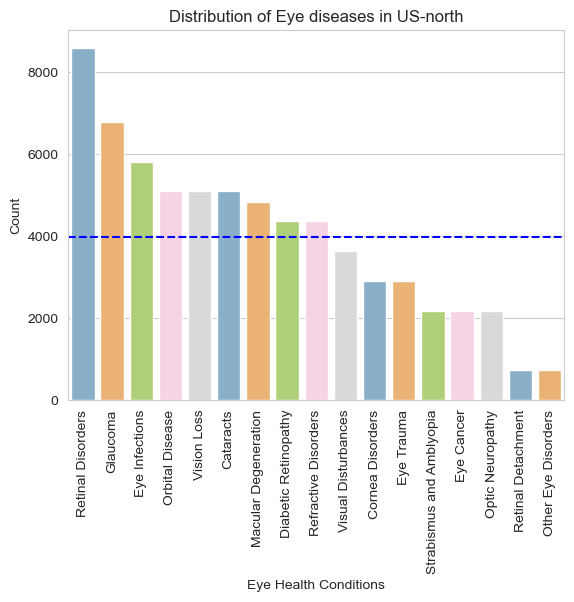 Distribution of Eye diseases in US-north
Count
8000
6000
4000
2000
0
Retinal Disorders
Glaucoma
Eye Infections
Orbital Disease
Vision Loss
Cataracts
Macular Degeneration
Diabetic Retinopathy
Refractive Disorders
Visual Disturbances
Cornea Disorders
Eye Trauma
Strabismus and Amblyopia
Eye Cancer
Optic Neuropathy
Retinal Detachment
Other Eye Disorders
Eye Health Conditions